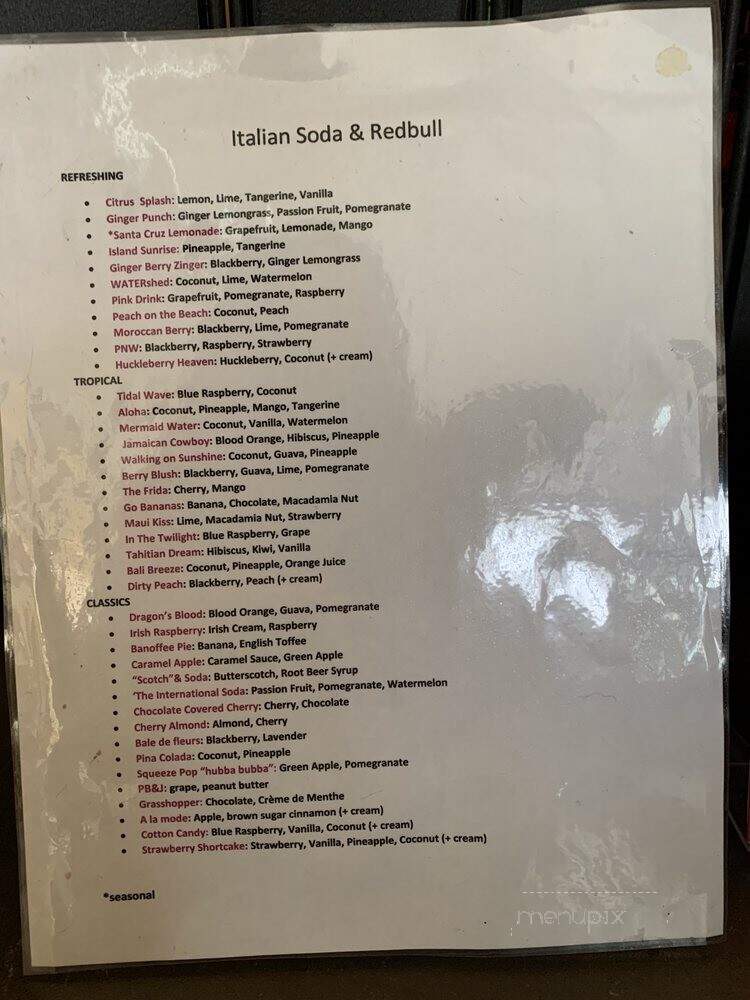 Italian Soda & Redbull
REFRESHING
• Citrus Splash: Lemon, Lime, Tangerine, Vanilla
• Ginger Punch: Ginger Lemongrass, Passion Fruit, Pomegranate
• *Santa Cruz Lemonade: Grapefruit, Lemonade, Mango
• Island Sunrise: Pineapple, Tangerine
• Ginger Berry Zinger: Blackberry, Ginger Lemongrass
• WATERshed: Coconut, Lime, Watermelon
• Pink Drink: Grapefruit, Pomegranate, Raspberry
• Peach on the Beach: Coconut, Peach
• Moroccan Berry: Blackberry, Lime, Pomegranate
• PNW: Blackberry, Raspberry, Strawberry
• Huckleberry Heaven: Huckleberry, Coconut (+ cream)
TROPICAL
• Tidal Wave: Blue Raspberry, Coconut
• Aloha: Coconut, Pineapple, Mango, Tangerine
• Mermaid Water: Coconut, Vanilla, Watermelon
• Jamaican Cowboy: Blood Orange, Hibiscus, Pineapple
• Walking on Sunshine: Coconut, Guava, Pineapple
• Berry Blush: Blackberry, Guava, Lime, Pomegranate
• The Frida: Cherry, Mango
• Go Bananas: Banana, Chocolate, Macadamia Nut
• Maui Kiss: Lime, Macadamia Nut, Strawberry
• In The Twilight: Blue Raspberry, Grape
• Tahitian Dream: Hibiscus, Kiwi, Vanilla
• Bali Breeze: Coconut, Pineapple, Orange Juice
• Dirty Peach: Blackberry, Peach (+ cream)
CLASSICS
• Dragon's Blood: Blood Orange, Guava, Pomegranate
• Irish Raspberry: Irish Cream, Raspberry
• Banoffee Pie: Banana, English Toffee
• Caramel Apple: Caramel Sauce, Green Apple
• "Scotch"& Soda: Butterscotch, Root Beer Syrup
• 'The International Soda: Passion Fruit, Pomegranate, Watermelon
• Chocolate Covered Cherry: Cherry, Chocolate
• Cherry Almond: Almond, Cherry
• Bale de fleurs: Blackberry, Lavender
• Pina Colada: Coconut, Pineapple
• Squeeze Pop "hubba bubba": Green Apple, Pomegranate
• PB&J: grape, peanut butter
• Grasshopper: Chocolate, Crème de Menthe
• A la mode: Apple, brown sugar cinnamon (+ cream)
• Cotton Candy: Blue Raspberry, Vanilla, Coconut (+ cream)
• Strawberry Shortcake: Strawberry, Vanilla, Pineapple, Coconut (+ cream)
*seasonal
menupix